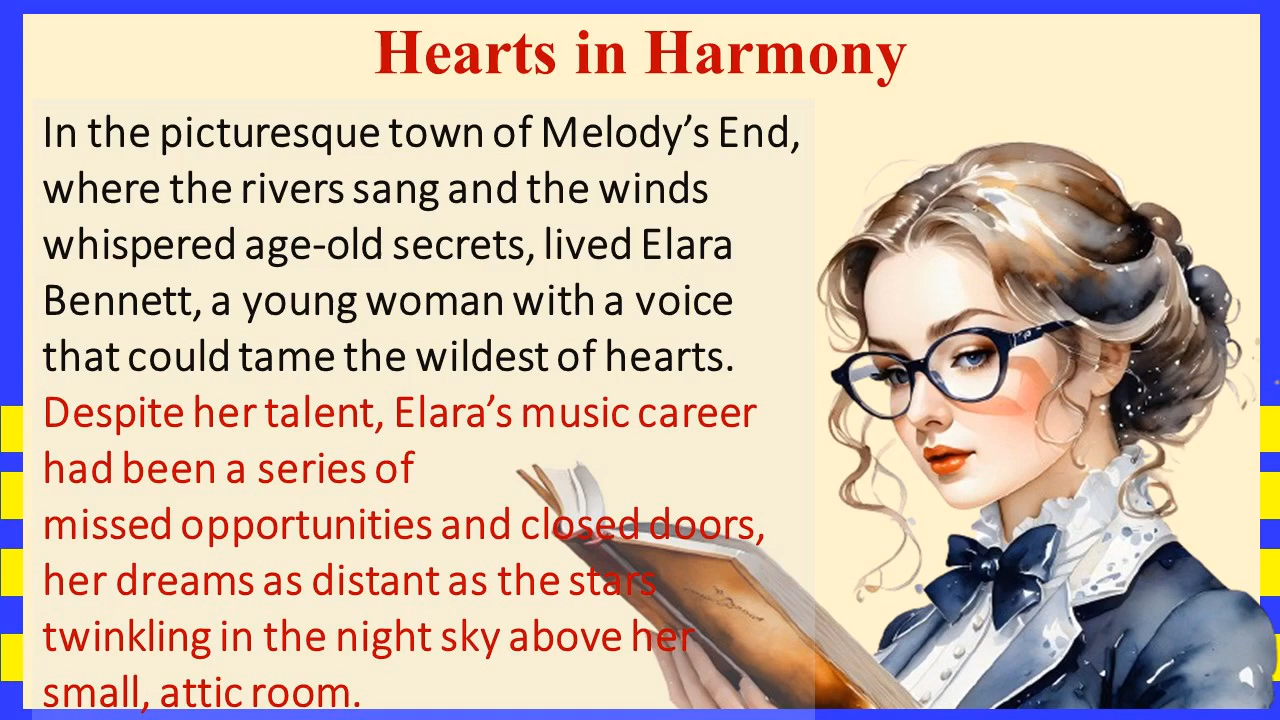 Hearts in Harmony
In the picturesque town of Melody’s End,
where the rivers sang and the winds
whispered age-old secrets, lived Elara
Bennett, a young woman with a voice
that could tame the wildest of hearts.
Despite her talent, Elara’s music career
had been a series of
missed opportunities and closed doors,
her dreams as distant as the stars
twinkling in the night sky above her
small, attic room.